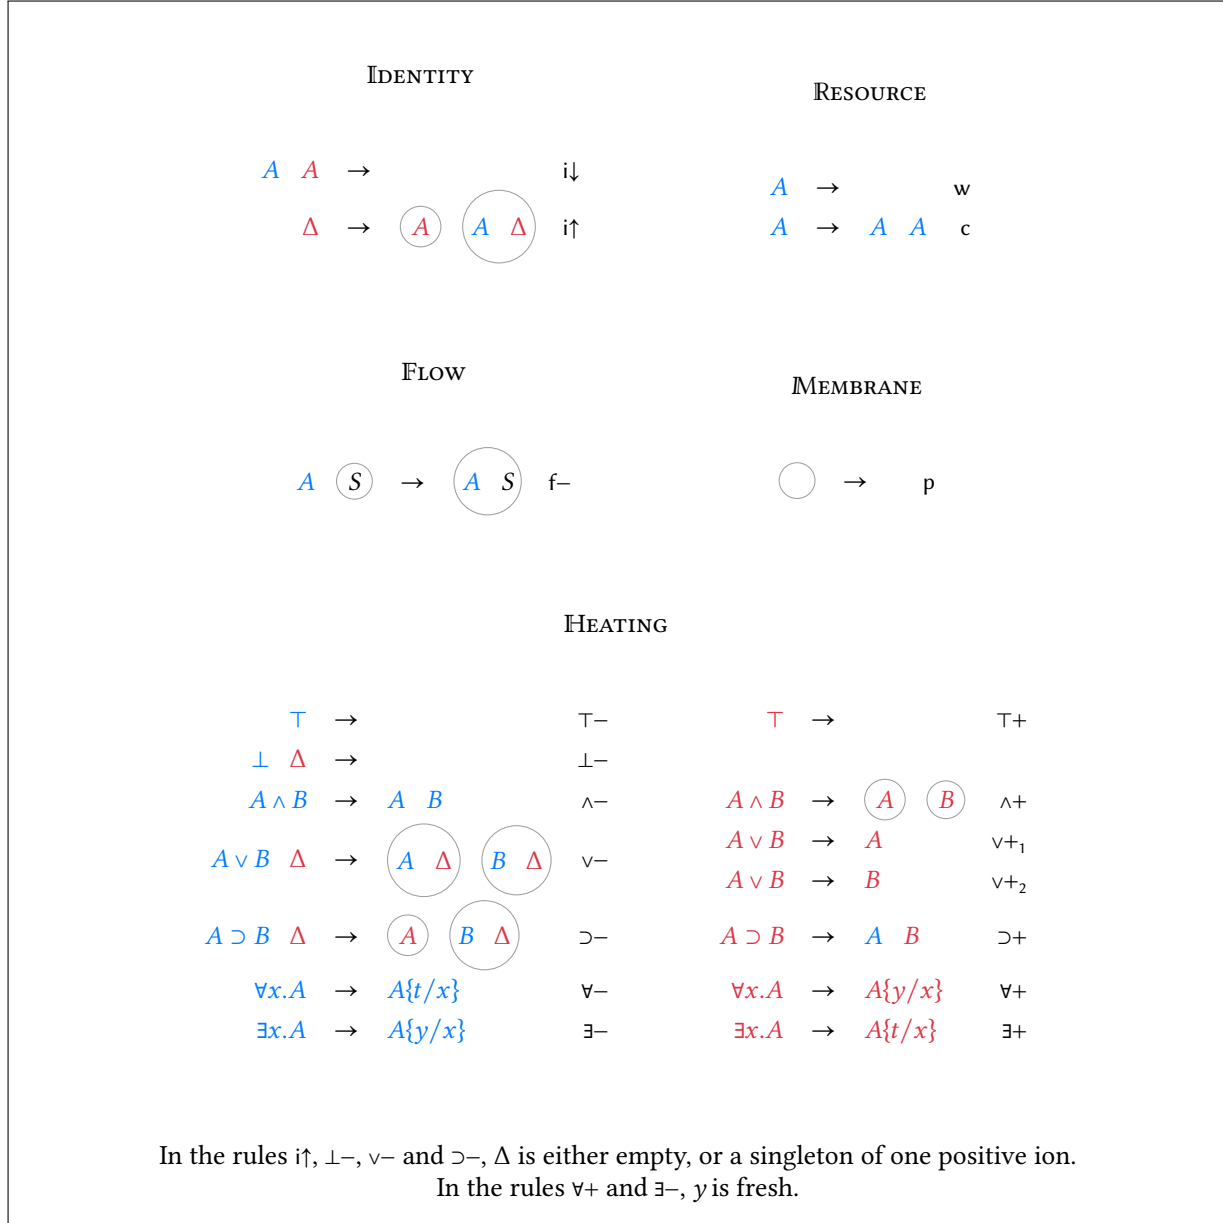 𝕀DENTITY
A A → i↓
Δ → A A Δ i↑
ℝESOURCE
A → w
A → A A c
𝔽LOW
A S → A S f−
𝕄EMBRANE
→ p
ℍEATING
⊤ → ⊤−
⊥ Δ → ⊥−
A ∧ B → A B ∧−
A ∨ B Δ → A Δ B Δ ∨−
A ⊃ B Δ → A B Δ ⊃−
∀x.A → A{t/x} ∀−
∃x.A → A{y/x} ∃−
⊤ → ⊤+
A ∧ B → A B ∧+
A ∨ B → A ∨+₁
A ∨ B → B ∨+₂
A ⊃ B → A B ⊃+
∀x.A → A{y/x} ∀+
∃x.A → A{t/x} ∃+
In the rules i↑, ⊥−, ∨− and ⊃−, Δ is either empty, or a singleton of one positive ion.
In the rules ∀+ and ∃−, y is fresh.